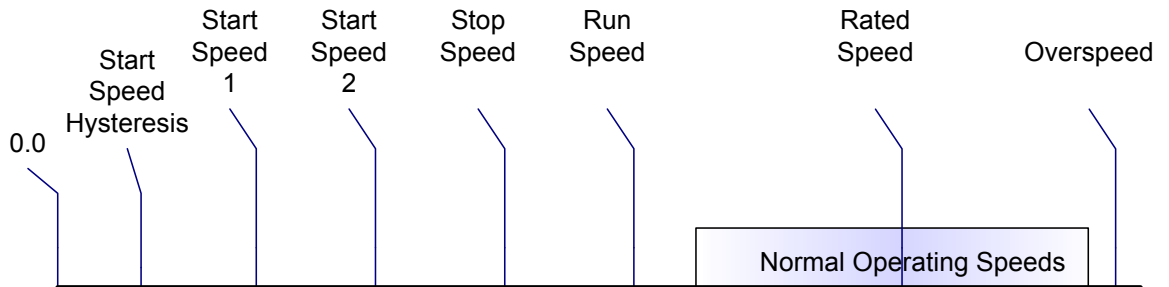 0.0
Start
Speed
Hysteresis
Start
Speed
1
Start
Speed
2
Stop
Speed
Run
Speed
Rated
Speed
Overspeed
Normal Operating Speeds